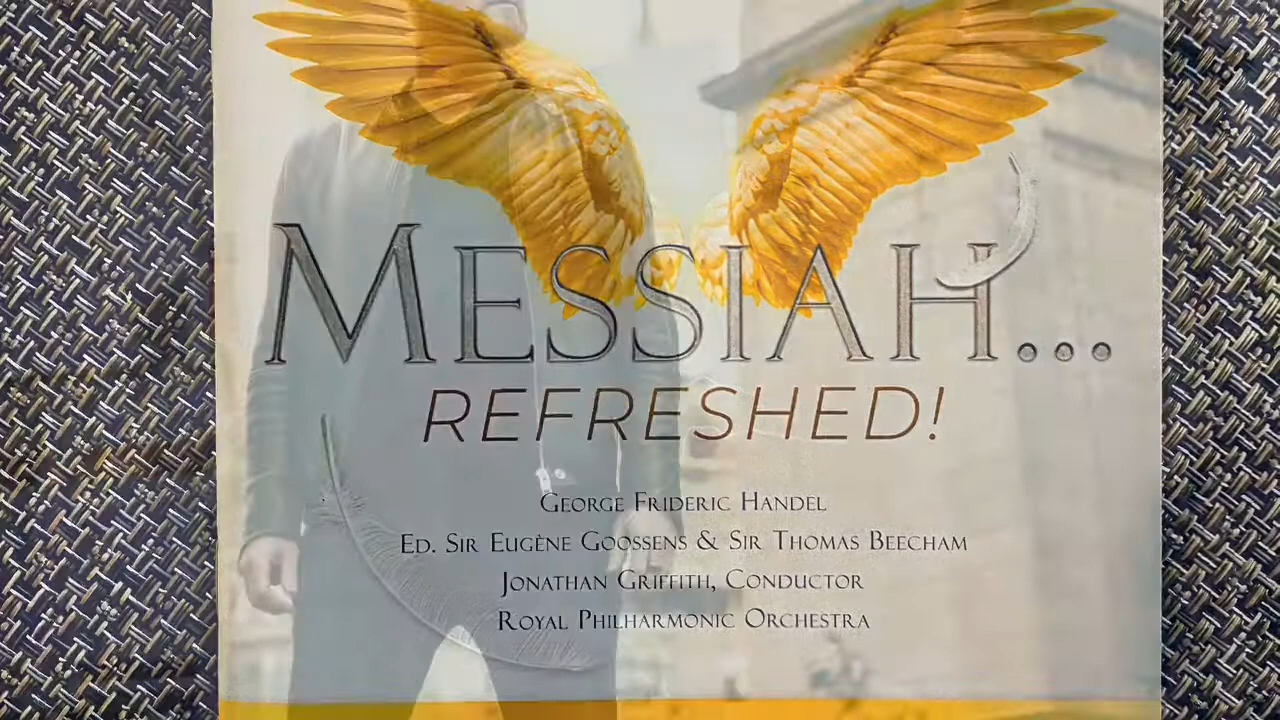 MESSIAH...
REFRESHED!
GEORGE FRIDERIC HANDEL
ED. SIR EUGÈNE GOOSSENS & SIR THOMAS BEECHAM
JONATHAN GRIFFITH, CONDUCTOR
ROYAL PHILHARMONIC ORCHESTRA